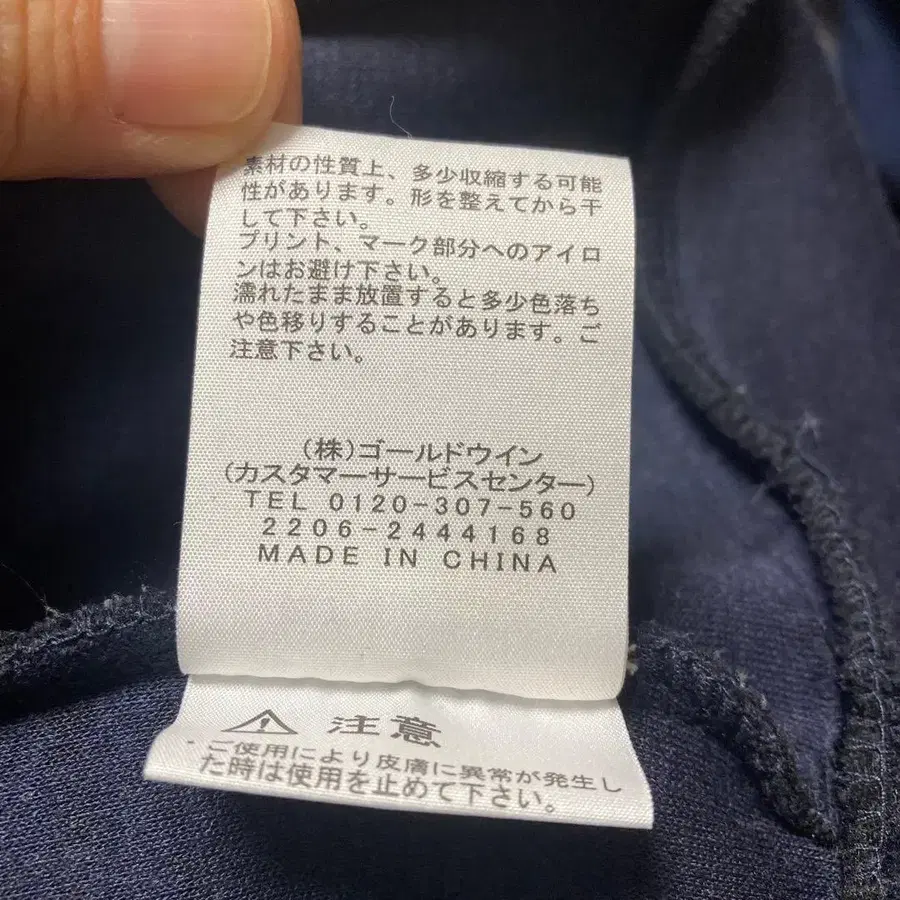 素材の性質上、多少収縮する可能
性があります。形を整えてから干
して下さい。
プリント、マーク部分へのアイロ
ンはお避け下さい。
濡れたまま放置すると多少色落ち
や色移りすることがあります。ご
注意下さい。
(株)ゴールドウイン
(カスタマーサービスセンター)
TEL 0120-307-560
2206-2444168
MADE IN CHINA
注意
ご使用により皮膚に異常が発生し
た時は使用を止めて下さい。